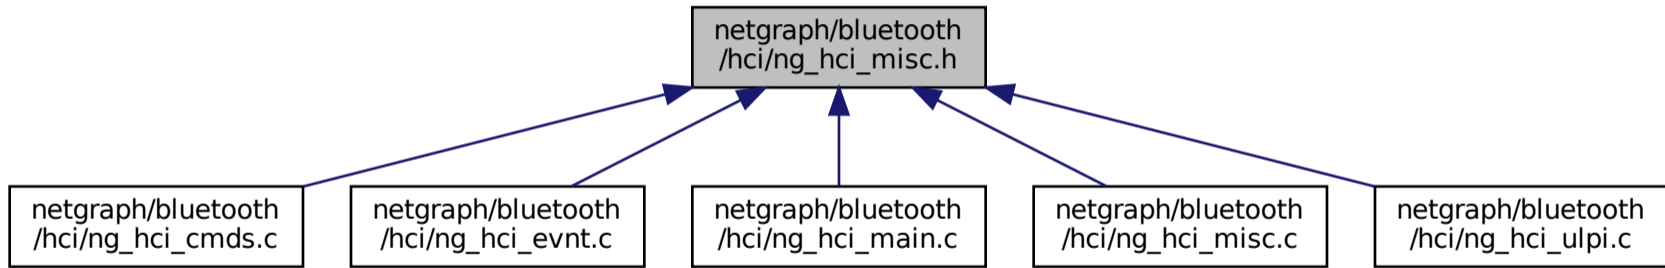 netgraph/bluetooth
/hci/ng_hci_misc.h
netgraph/bluetooth
/hci/ng_hci_cmds.c
netgraph/bluetooth
/hci/ng_hci_evnt.c
netgraph/bluetooth
/hci/ng_hci_main.c
netgraph/bluetooth
/hci/ng_hci_misc.c
netgraph/bluetooth
/hci/ng_hci_ulpi.c